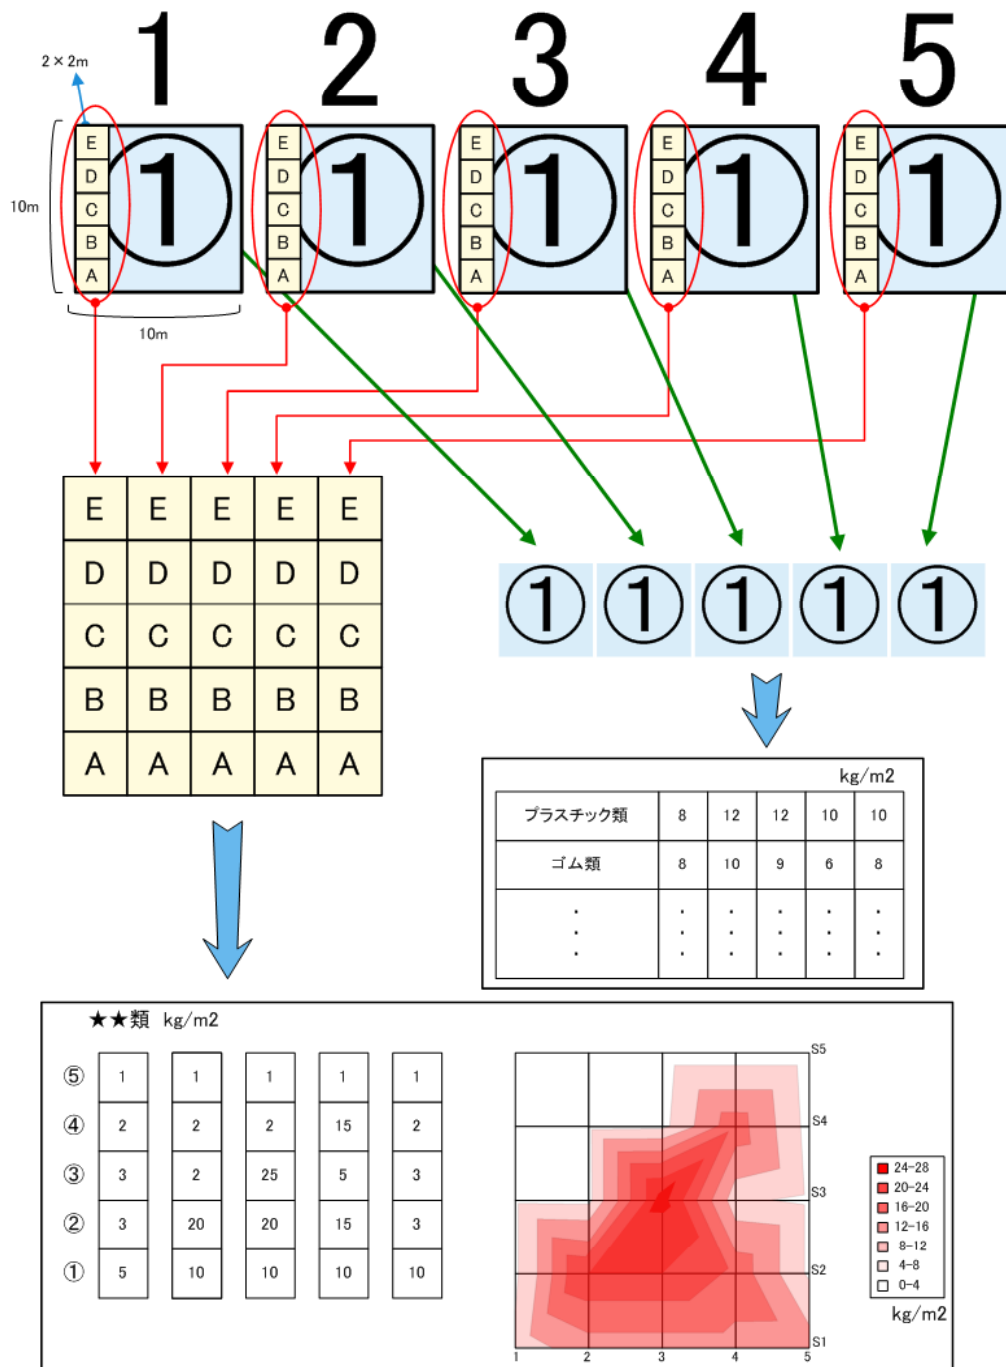 1 2 3 4 5
2×2m
E E E E E
D D D D D
C C C C C
B B B B B
A A A A A
① ① ① ① ①
10m
10m
E E E E E
D D D D D
C C C C C
B B B B B
A A A A A
① ① ① ① ①
kg/m2
プラスチック類 8 12 12 10 10
ゴム類 8 10 9 6 8
・ ・ ・ ・ ・ ・
・ ・ ・ ・ ・ ・
・ ・ ・ ・ ・ ・
★★類 kg/m2
⑤ 1 1 1 1 1
④ 2 2 2 15 2
③ 3 2 25 5 3
② 3 20 20 15 3
① 5 10 10 10 10
S5
S4
S3
S2
S1
1 2 3 4 5
24-28
20-24
16-20
12-16
8-12
4-8
0-4
kg/m2